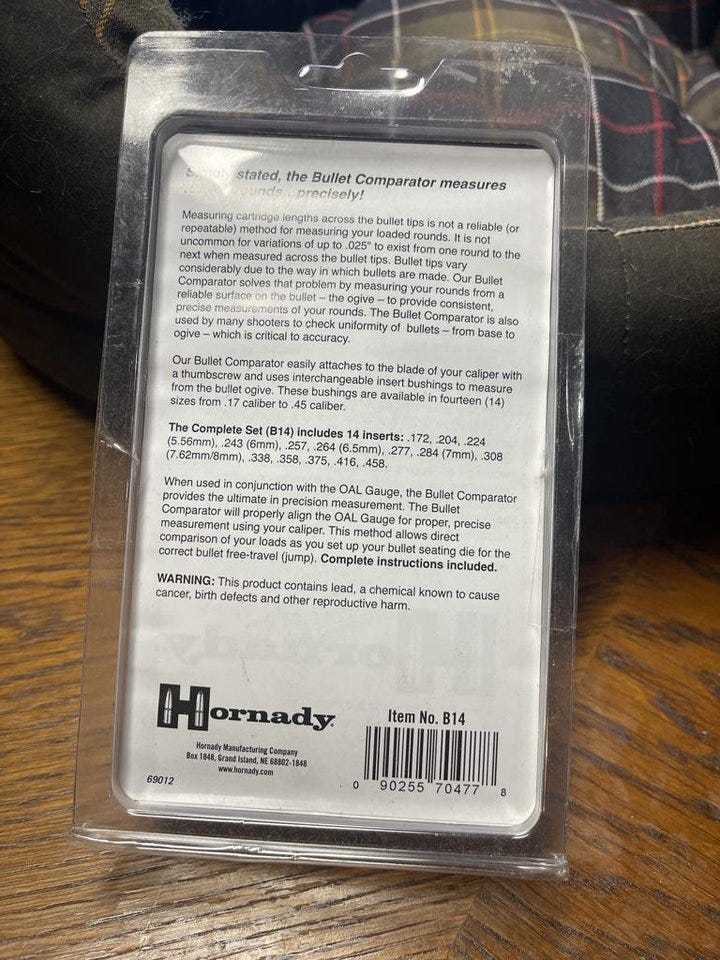 Simply stated, the Bullet Comparator measures
rounds...precisely!
Measuring cartridge lengths across the bullet tips is not a reliable (or
repeatable) method for measuring your loaded rounds. It is not
uncommon for variations of up to .025" to exist from one round to the
next when measured across the bullet tips. Bullet tips vary
considerably due to the way in which bullets are made. Our Bullet
Comparator solves that problem by measuring your rounds from a
reliable surface on the bullet – the ogive – to provide consistent,
precise measurements of your rounds. The Bullet Comparator is also
used by many shooters to check uniformity of bullets – from base to
ogive – which is critical to accuracy.
Our Bullet Comparator easily attaches to the blade of your caliper with
a thumbscrew and uses interchangeable insert bushings to measure
from the bullet ogive. These bushings are available in fourteen (14)
sizes from .17 caliber to .45 caliber.
The Complete Set (B14) includes 14 inserts: .172, .204, .224
(5.56mm), .243 (6mm), .257, .264 (6.5mm), .277, .284 (7mm), .308
(7.62mm/8mm), .338, .358, .375, .416, .458.
When used in conjunction with the OAL Gauge, the Bullet Comparator
provides the ultimate in precision measurement. The Bullet
Comparator will properly align the OAL Gauge for proper, precise
measurement using your caliper. This method allows direct
comparison of your loads as you set up your bullet seating die for the
correct bullet free-travel (jump). Complete instructions included.
WARNING: This product contains lead, a chemical known to cause
cancer, birth defects and other reproductive harm.
Hornady
Hornady Manufacturing Company
Box 1848, Grand Island, NE 68802-1848
www.hornady.com
69012
Item No. B14
0 90255 70477 8